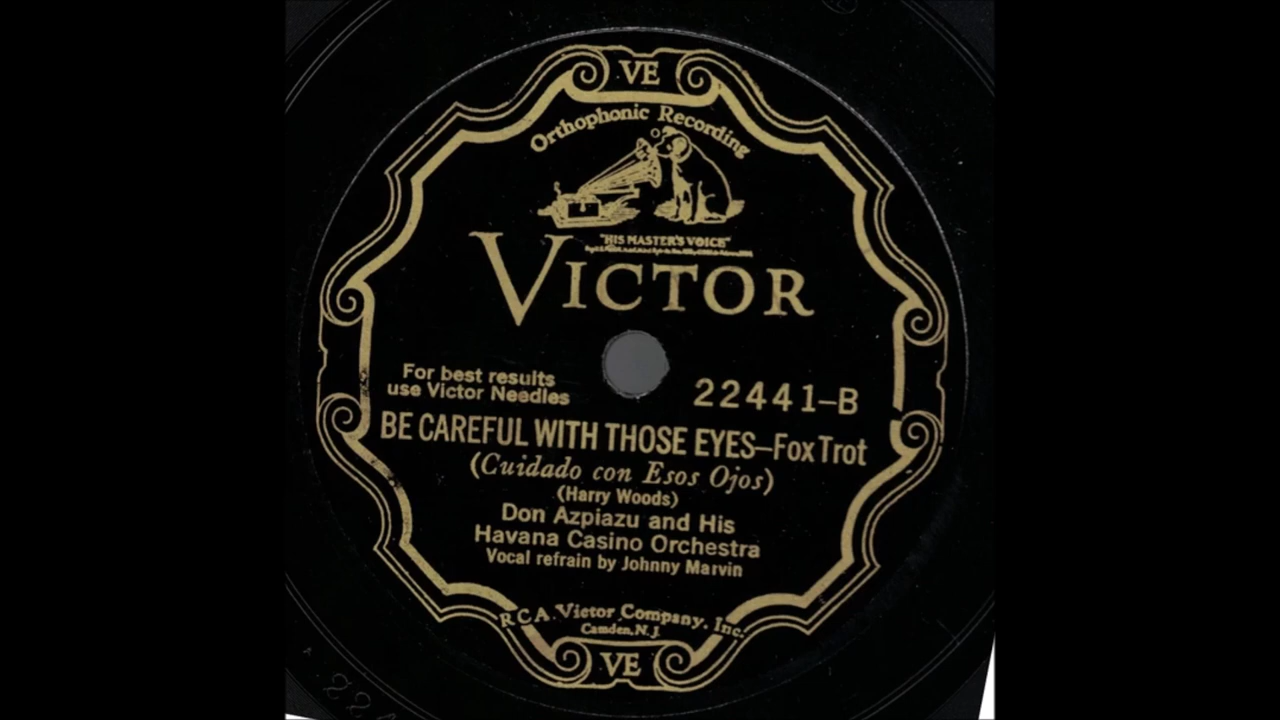 VE
Orthophonic Recording
"HIS MASTER'S VOICE"
VICTOR
For best results
use Victor Needles
22441-B
BE CAREFUL WITH THOSE EYES—Fox Trot
(Cuidado con Esos Ojos)
(Harry Woods)
Don Azpiazu and His
Havana Casino Orchestra
Vocal refrain by Johnny Marvin
RCA Victor Company, Inc.
Camden, N.J.
VE